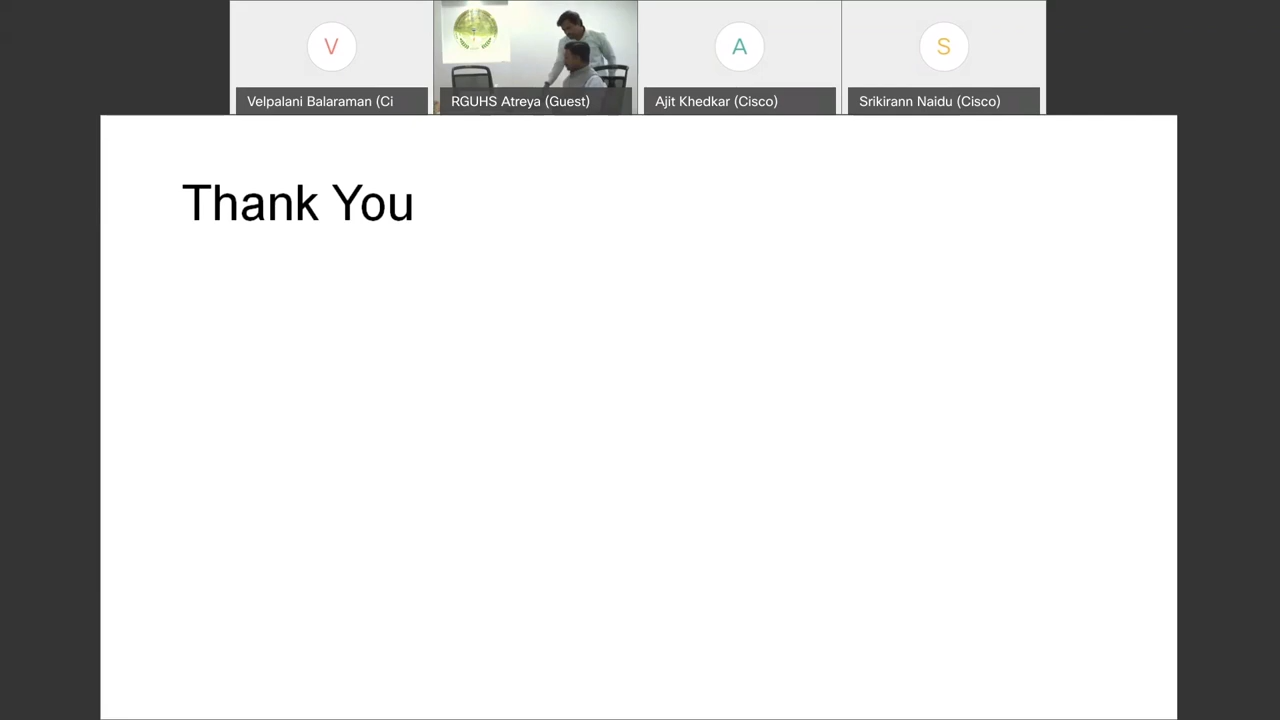 V
A
S
Velpalani Balaraman (Ci
RGUHS Atreya (Guest)
Ajit Khedkar (Cisco)
Srikirann Naidu (Cisco)
Thank You